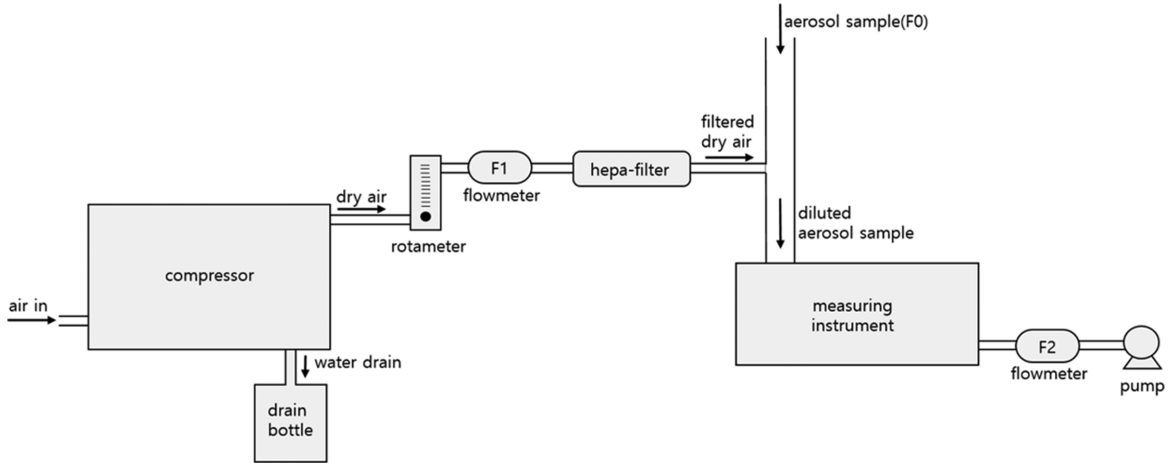 aerosol sample(F0)
filtered
dry air
F1
hepa-filter
flowmeter
dry air
rotameter
diluted
aerosol sample
compressor
air in
measuring
instrument
F2
flowmeter
pump
water drain
drain
bottle